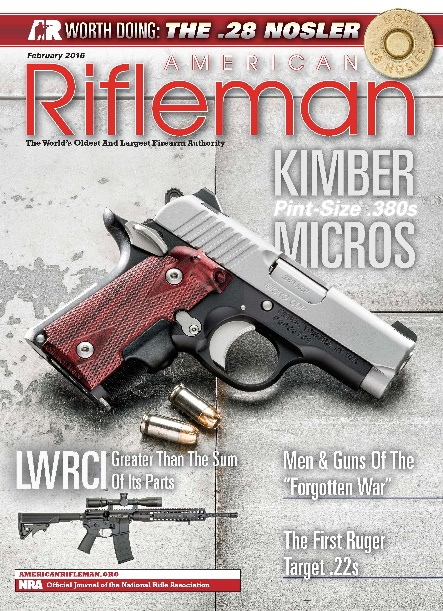 AR WORTH DOING: THE .28 NOSLER
February 2016
AMERICAN
Rifleman
The World's Oldest And Largest Firearm Authority
KIMBER
Pint-Size .380s
MICROS
LWRCI Greater Than The Sum
Of Its Parts
Men & Guns Of The
"Forgotten War"
The First Ruger
Target .22s
AMERICANRIFLEMAN.ORG
NRA Official Journal of the National Rifle Association